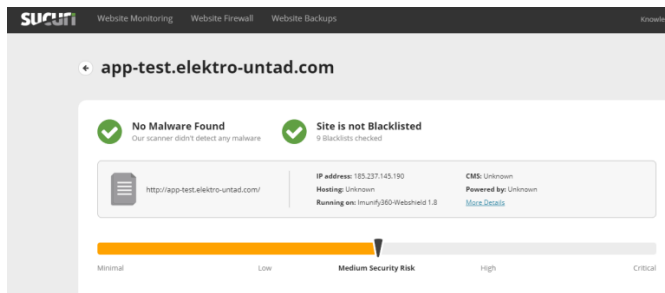 SUCURI Website Monitoring Website Firewall Website Backups Knowle
app-test.elektro-untad.com
No Malware Found
Our scanner didn't detect any malware
Site is not Blacklisted
9 Blacklists checked
http://app-test.elektro-untad.com/
IP address: 185.237.145.190
Hosting: Unknown
Running on: Imunify360-Webshield 1.8
CMS: Unknown
Powered by: Unknown
More Details
Minimal Low Medium Security Risk High Critical